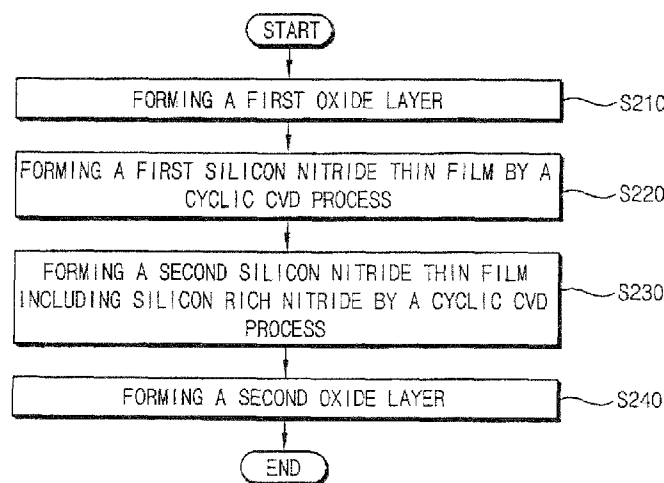 START
FORMING A FIRST OXIDE LAYER
S210
FORMING A FIRST SILICON NITRIDE THIN FILM BY A
CYCLIC CVD PROCESS
S220
FORMING A SECOND SILICON NITRIDE THIN FILM
INCLUDING SILICON RICH NITRIDE BY A CYCLIC CVD
PROCESS
S230
FORMING A SECOND OXIDE LAYER
S240
END